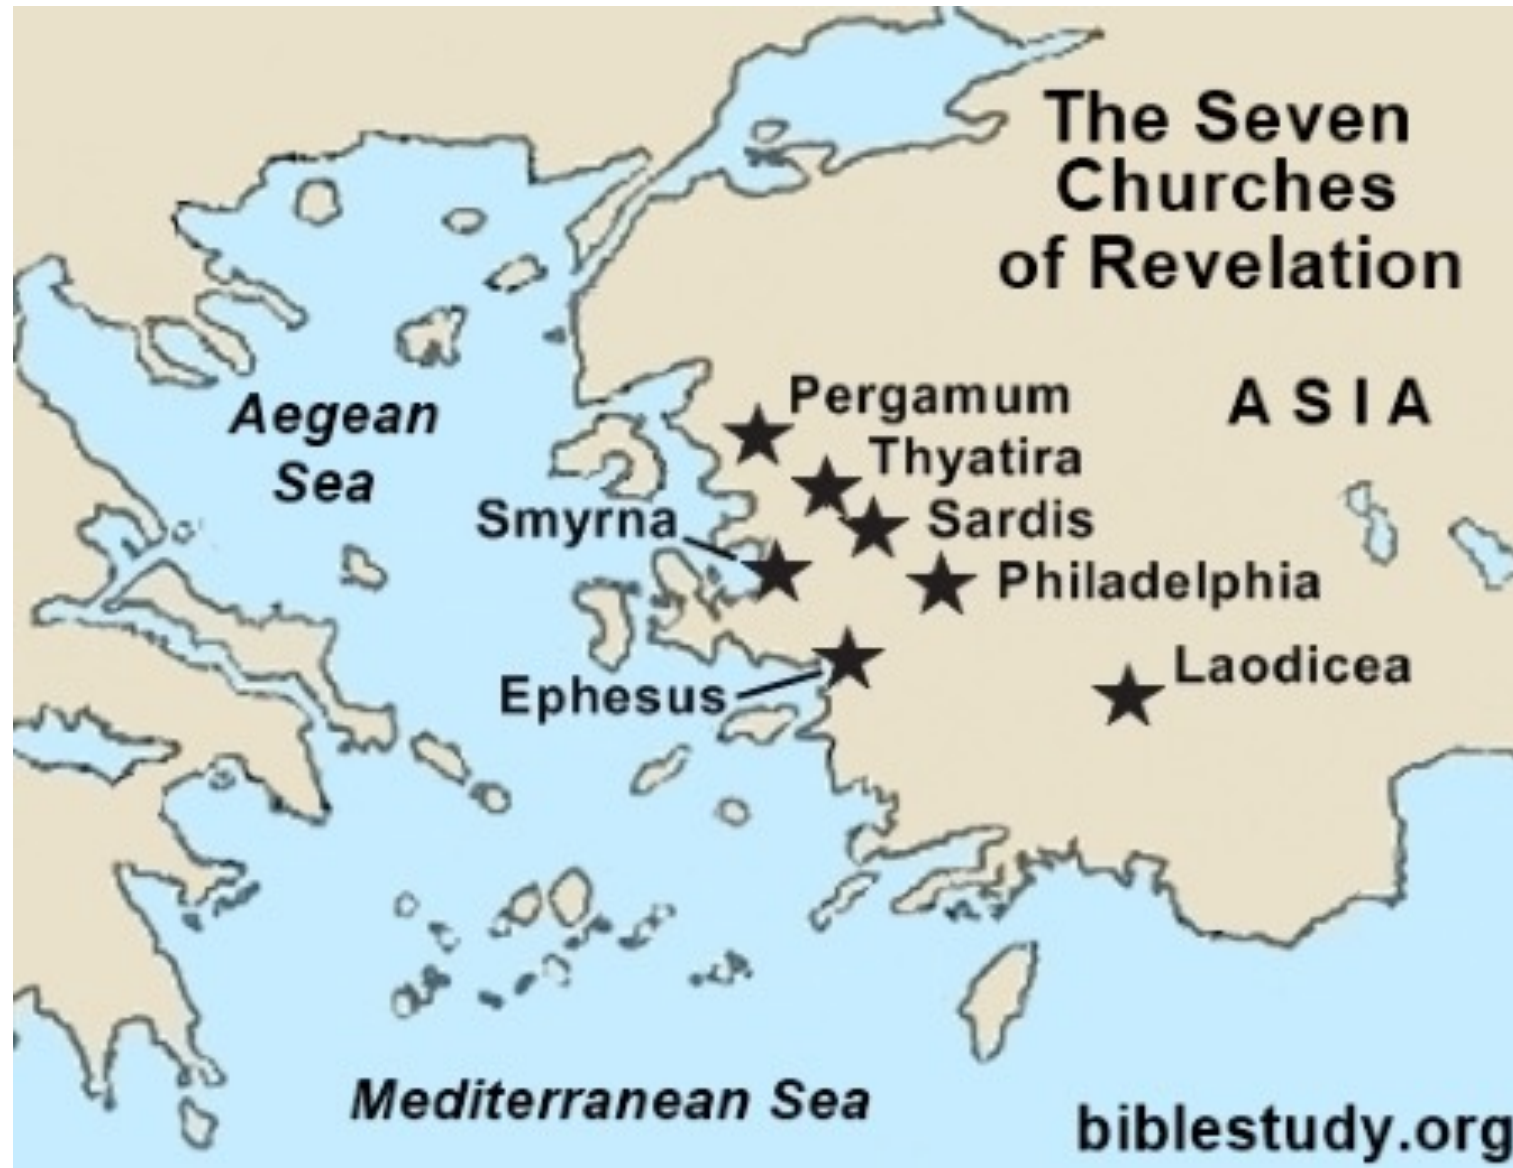 The Seven
Churches
of Revelation
Aegean
Sea
Pergamum
ASIA
Thyatira
Smyrna
Sardis
Philadelphia
Ephesus
Laodicea
Mediterranean Sea
biblestudy.org